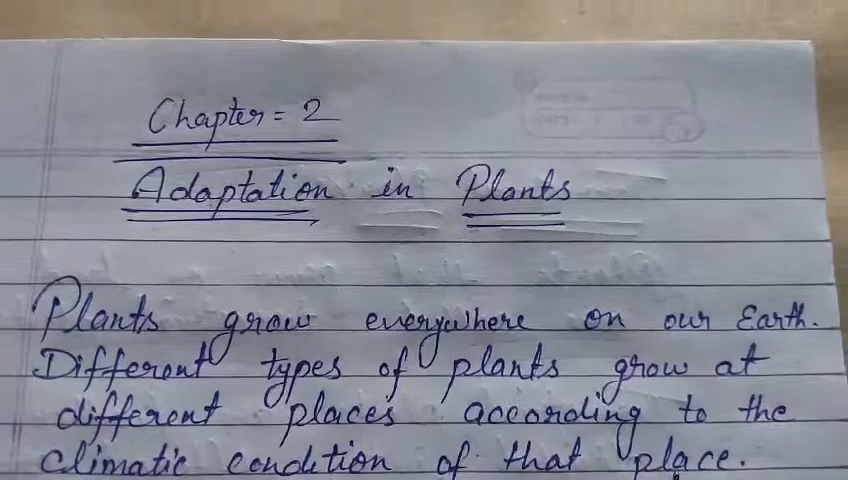 Chapter = 2
Adaptation in Plants
Plants grow everywhere on our Earth.
Different types of plants grow at
different places according to the
climatic condition of that place.